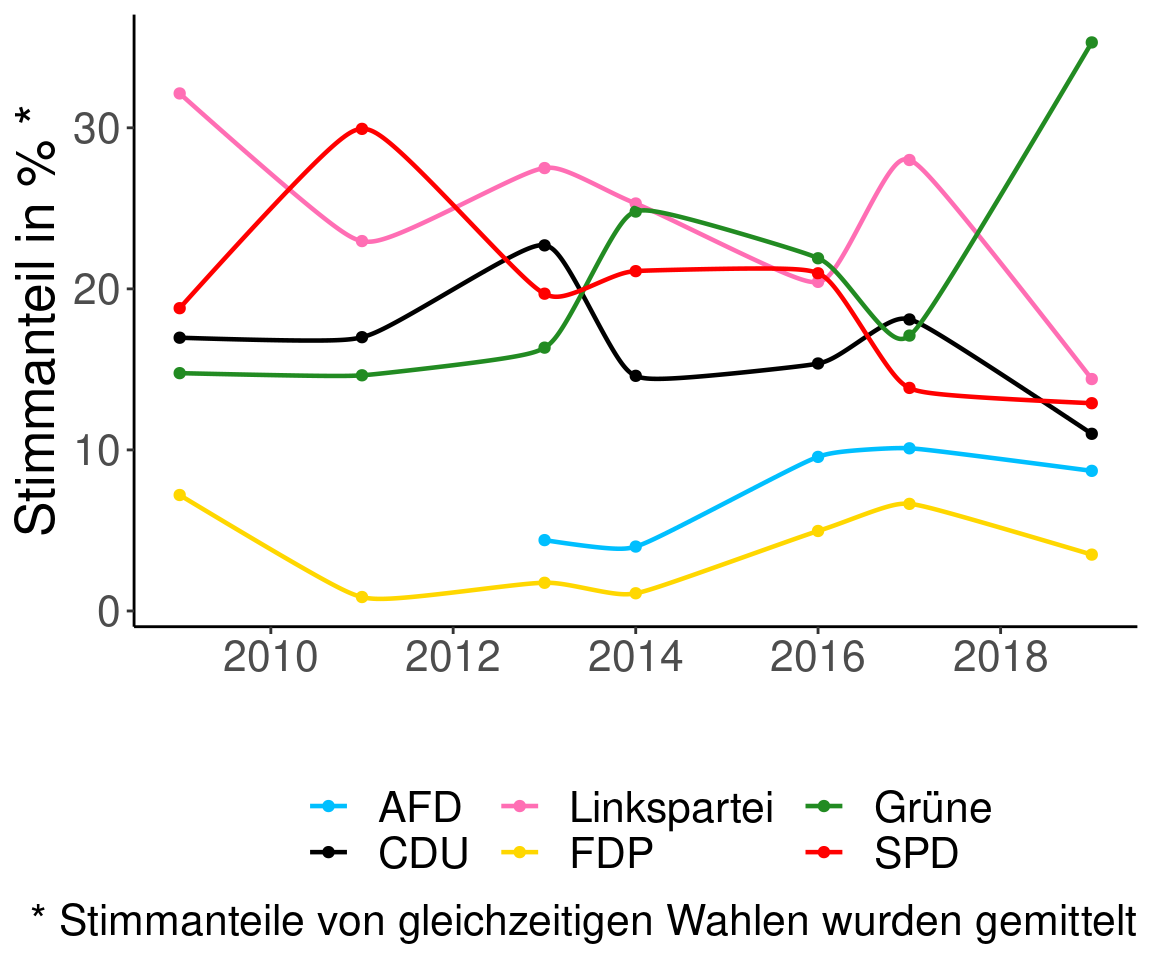 Stimmanteil in % *
30
20
10
0
2010 2012 2014 2016 2018
AFD Linkspartei Grüne
CDU FDP SPD
* Stimmanteile von gleichzeitigen Wahlen wurden gemittelt